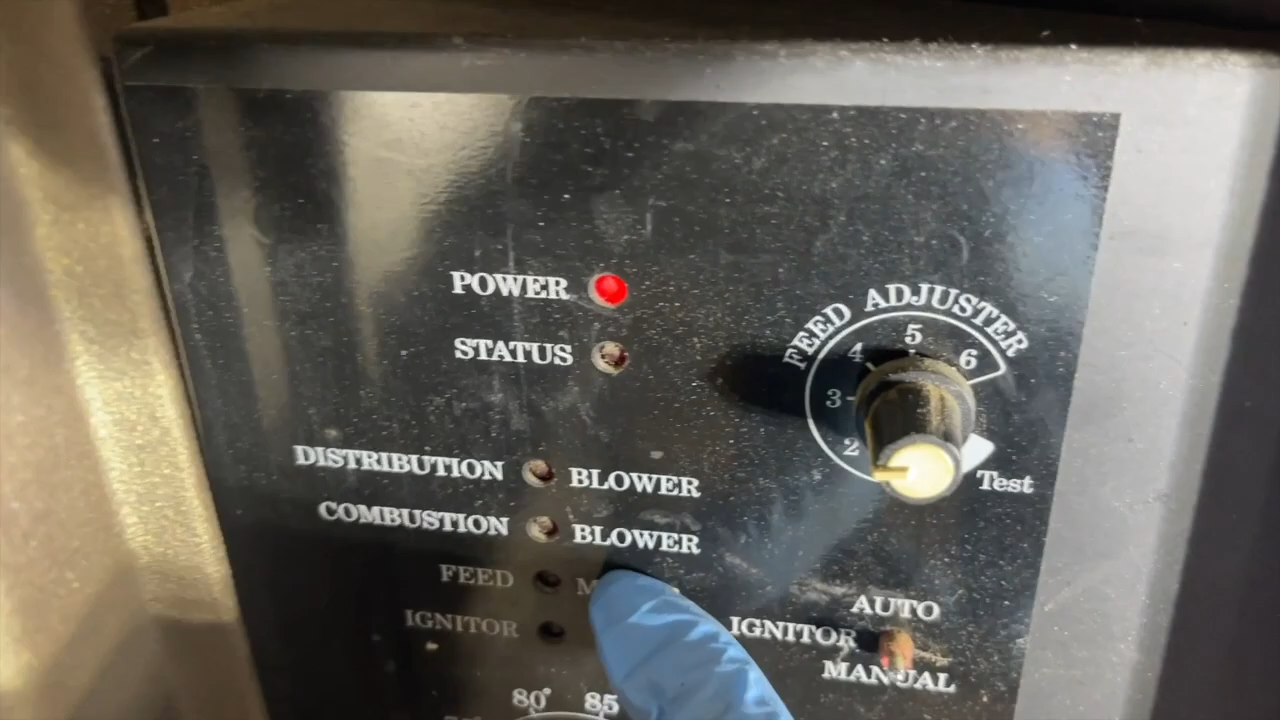 POWER
STATUS
DISTRIBUTION BLOWER
COMBUSTION BLOWER
FEED
IGNITOR
FEED ADJUSTER
2 3 4 5 6
Test
AUTO
IGNITOR
MANUAL
80° 85